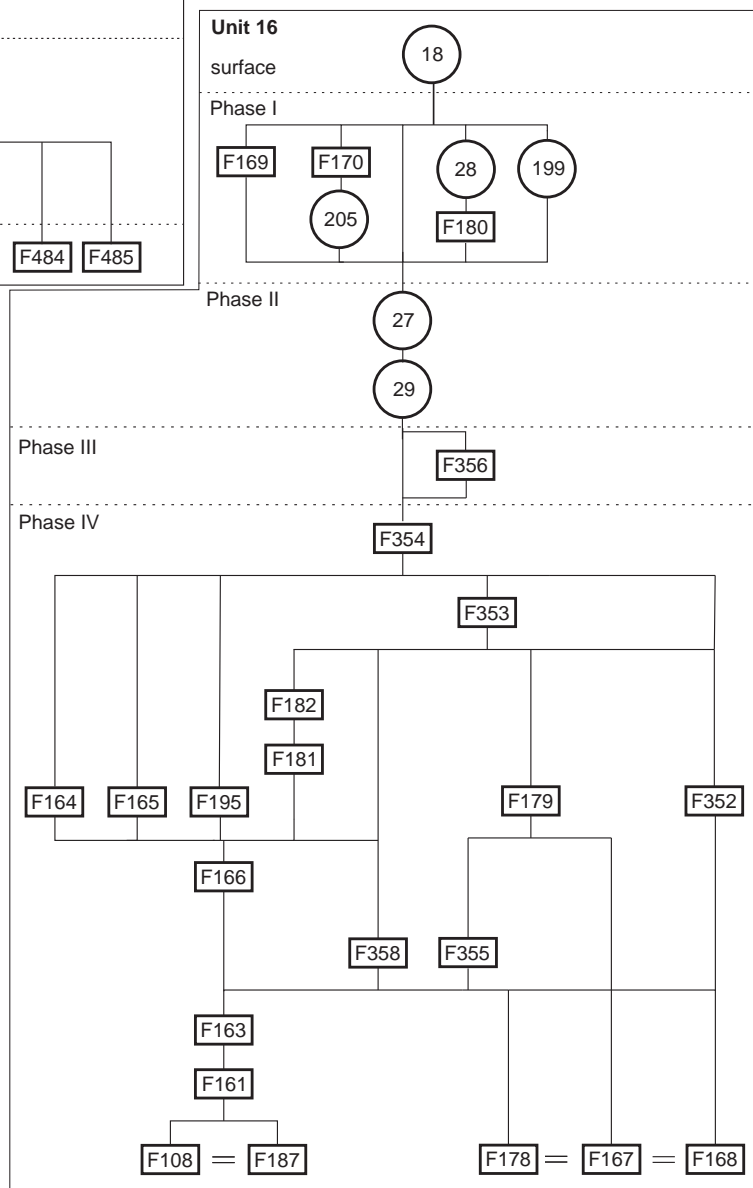 Unit 16
surface
18
Phase I
F169
F170
28
199
205
F180
F484
F485
Phase II
27
29
Phase III
F356
Phase IV
F354
F353
F182
F181
F164
F165
F195
F179
F352
F166
F358
F355
F163
F161
F108 = F187
F178 = F167 = F168